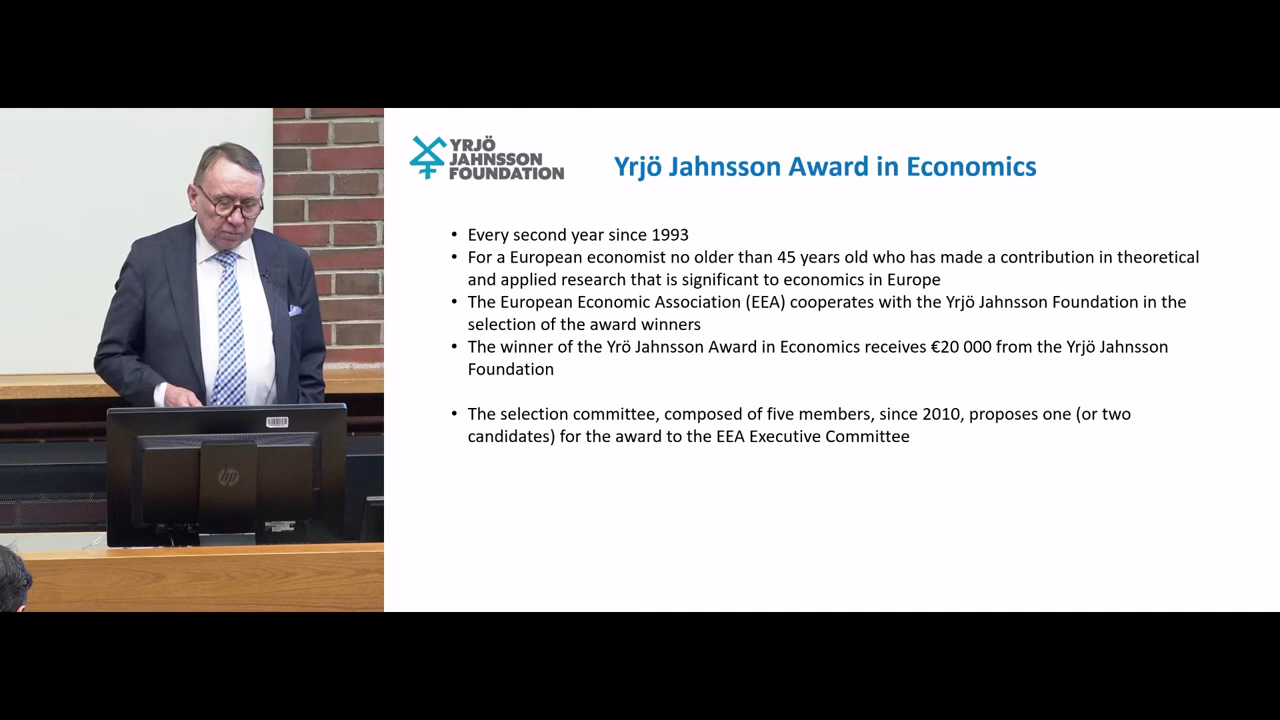 YRJÖ
JAHNSSON
FOUNDATION
Yrjö Jahnsson Award in Economics
• Every second year since 1993
• For a European economist no older than 45 years old who has made a contribution in theoretical
and applied research that is significant to economics in Europe
• The European Economic Association (EEA) cooperates with the Yrjö Jahnsson Foundation in the
selection of the award winners
• The winner of the Yrö Jahnsson Award in Economics receives €20 000 from the Yrjö Jahnsson
Foundation
• The selection committee, composed of five members, since 2010, proposes one (or two
candidates) for the award to the EEA Executive Committee
hp